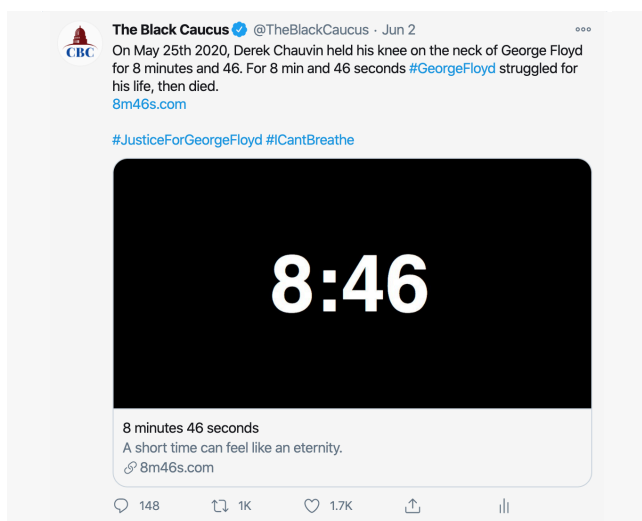 The Black Caucus @TheBlackCaucus · Jun 2
CBC
On May 25th 2020, Derek Chauvin held his knee on the neck of George Floyd
for 8 minutes and 46. For 8 min and 46 seconds #GeorgeFloyd struggled for
his life, then died.
8m46s.com
#JusticeForGeorgeFloyd #ICantBreathe
8:46
8 minutes 46 seconds
A short time can feel like an eternity.
8m46s.com
148 1K 1.7K